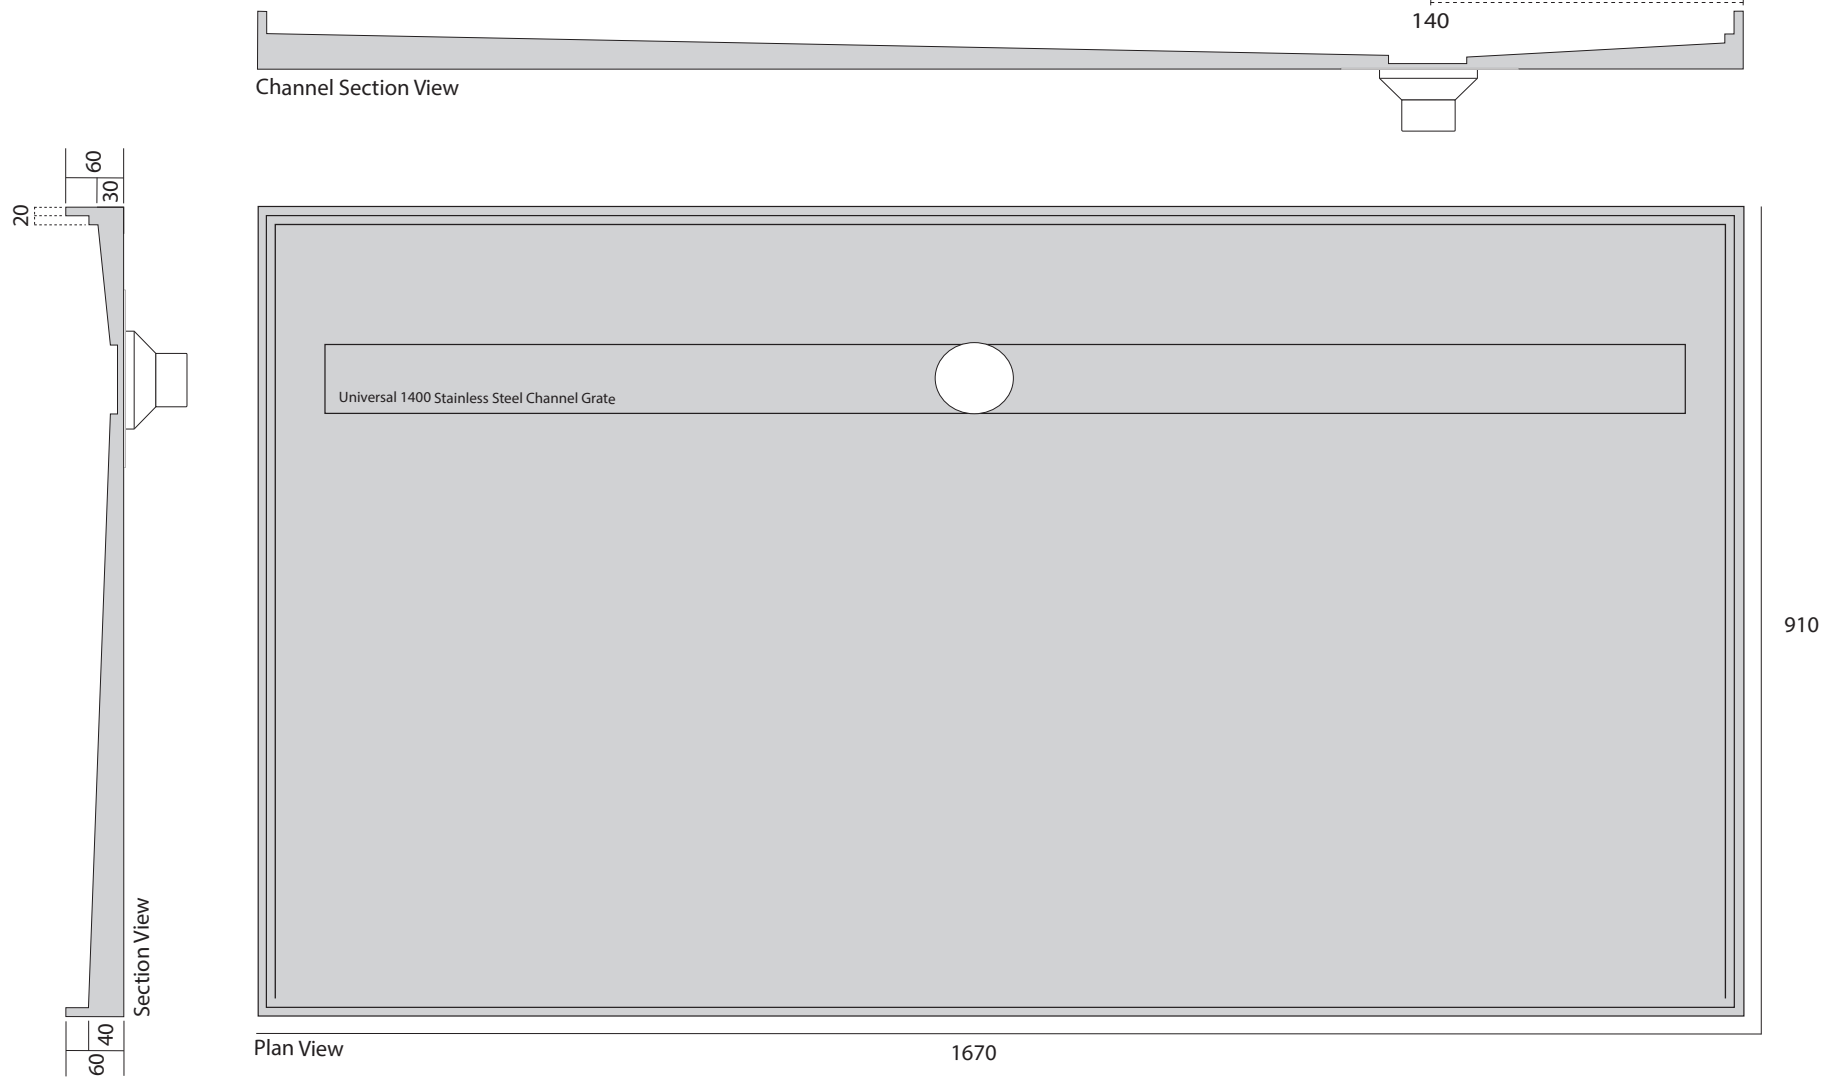 140
Channel Section View
60
30
20
Universal 1400 Stainless Steel Channel Grate
910
Section View
40
60
Plan View
1670